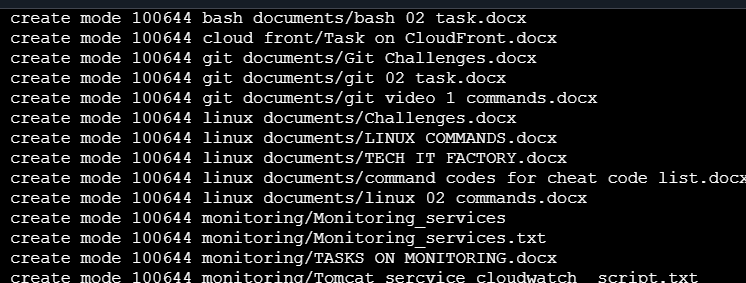 create mode 100644 bash documents/bash 02 task.docx
create mode 100644 cloud front/Task on CloudFront.docx
create mode 100644 git documents/Git Challenges.docx
create mode 100644 git documents/git 02 task.docx
create mode 100644 git documents/git video 1 commands.docx
create mode 100644 linux documents/Challenges.docx
create mode 100644 linux documents/LINUX COMMANDS.docx
create mode 100644 linux documents/TECH IT FACTORY.docx
create mode 100644 linux documents/command codes for cheat code list.docx
create mode 100644 linux documents/linux 02 commands.docx
create mode 100644 monitoring/Monitoring_services
create mode 100644 monitoring/Monitoring_services.txt
create mode 100644 monitoring/TASKS ON MONITORING.docx
create mode 100644 monitoring/Tomcat sercvice cloudwatch  script.txt